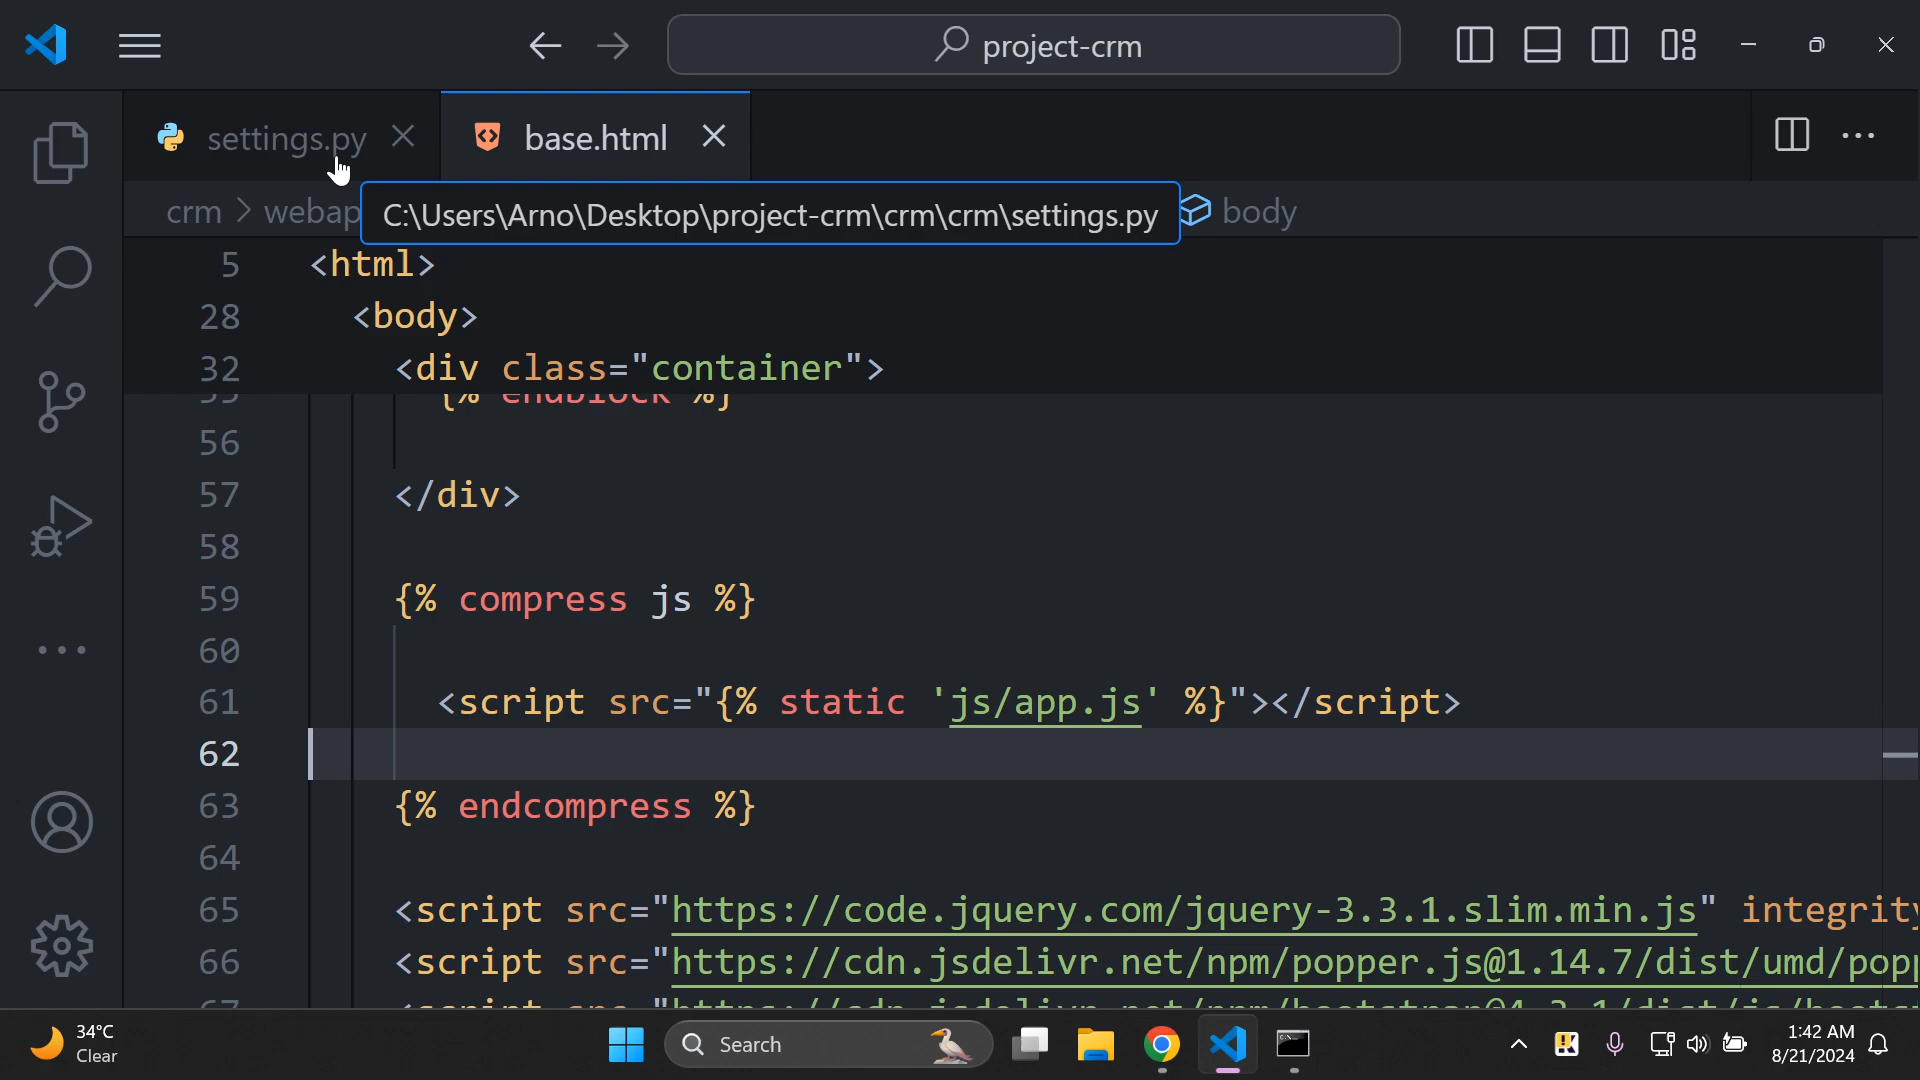 project-crm
settings.py
base.html
crm > webap
C:\Users\Arno\Desktop\project-crm\crm\crm\settings.py
body
5 <html>
28 <body>
32 <div class="container">
{% endblock %}
56
57 </div>
58
59 {% compress js %}
60
61 <script src="{% static 'js/app.js' %}"></script>
62
63 {% endcompress %}
64
65 <script src="https://code.jquery.com/jquery-3.3.1.slim.min.js" integrity
66 <script src="https://cdn.jsdelivr.net/npm/popper.js@1.14.7/dist/umd/popp
34°C
Clear
Search
1:42 AM
8/21/2024